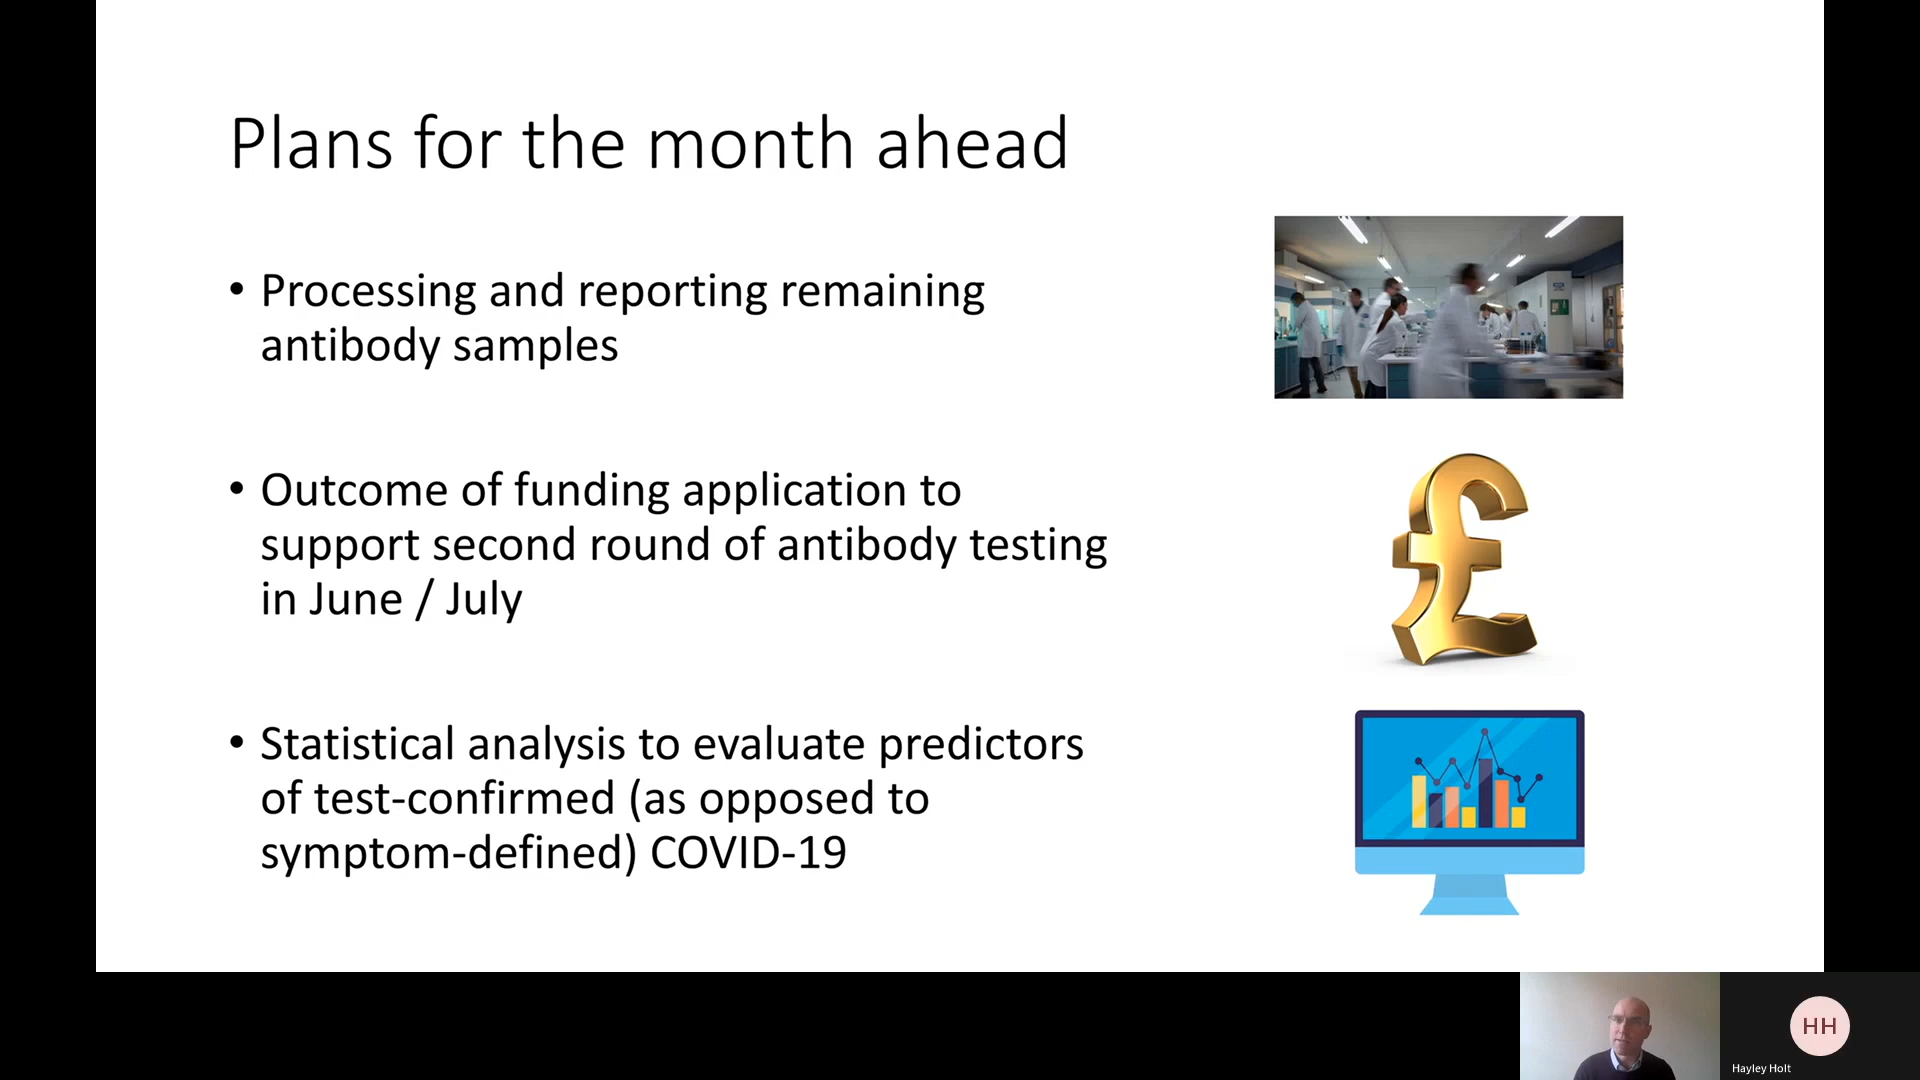 Plans for the month ahead
• Processing and reporting remaining
antibody samples
• Outcome of funding application to
support second round of antibody testing
in June / July
• Statistical analysis to evaluate predictors
of test-confirmed (as opposed to
symptom-defined) COVID-19
HH
Hayley Holt